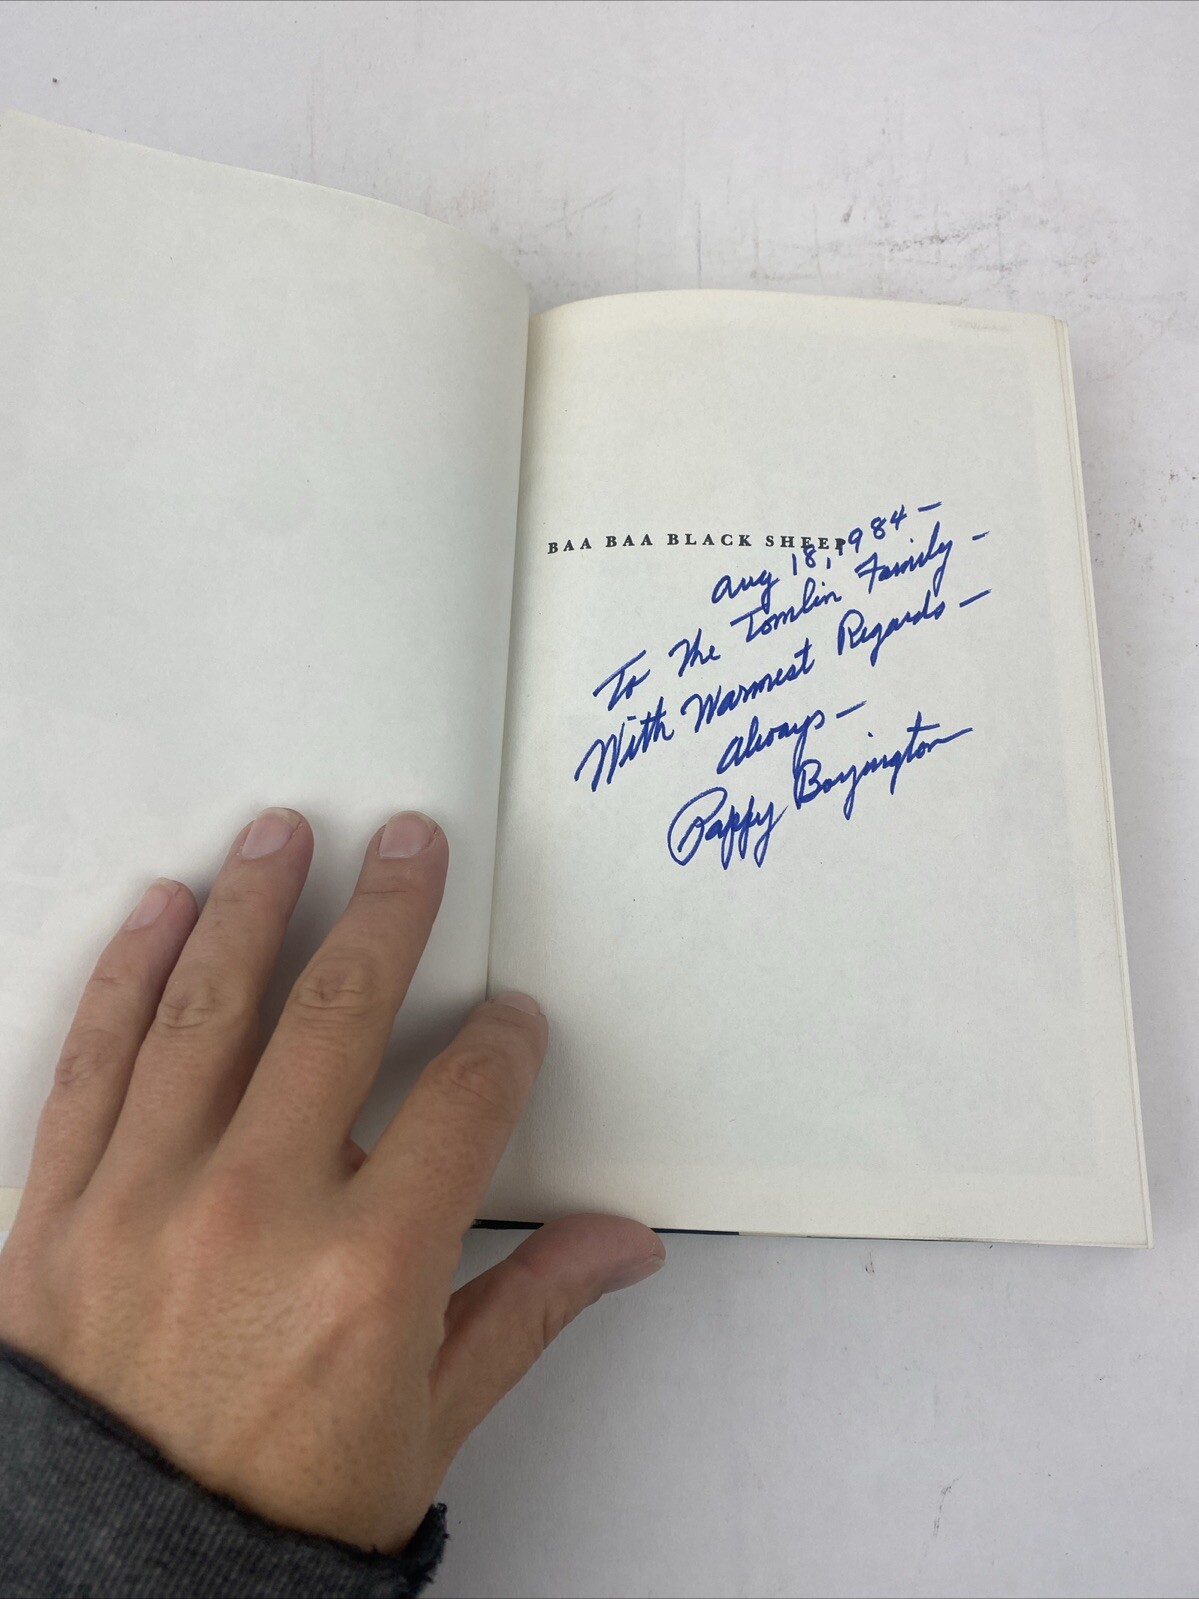 BAA BAA BLACK SHEEP
Aug 18, 1984 —
To The Tomlin Family —
With Warmest Regards —
Always —
Pappy Boyington